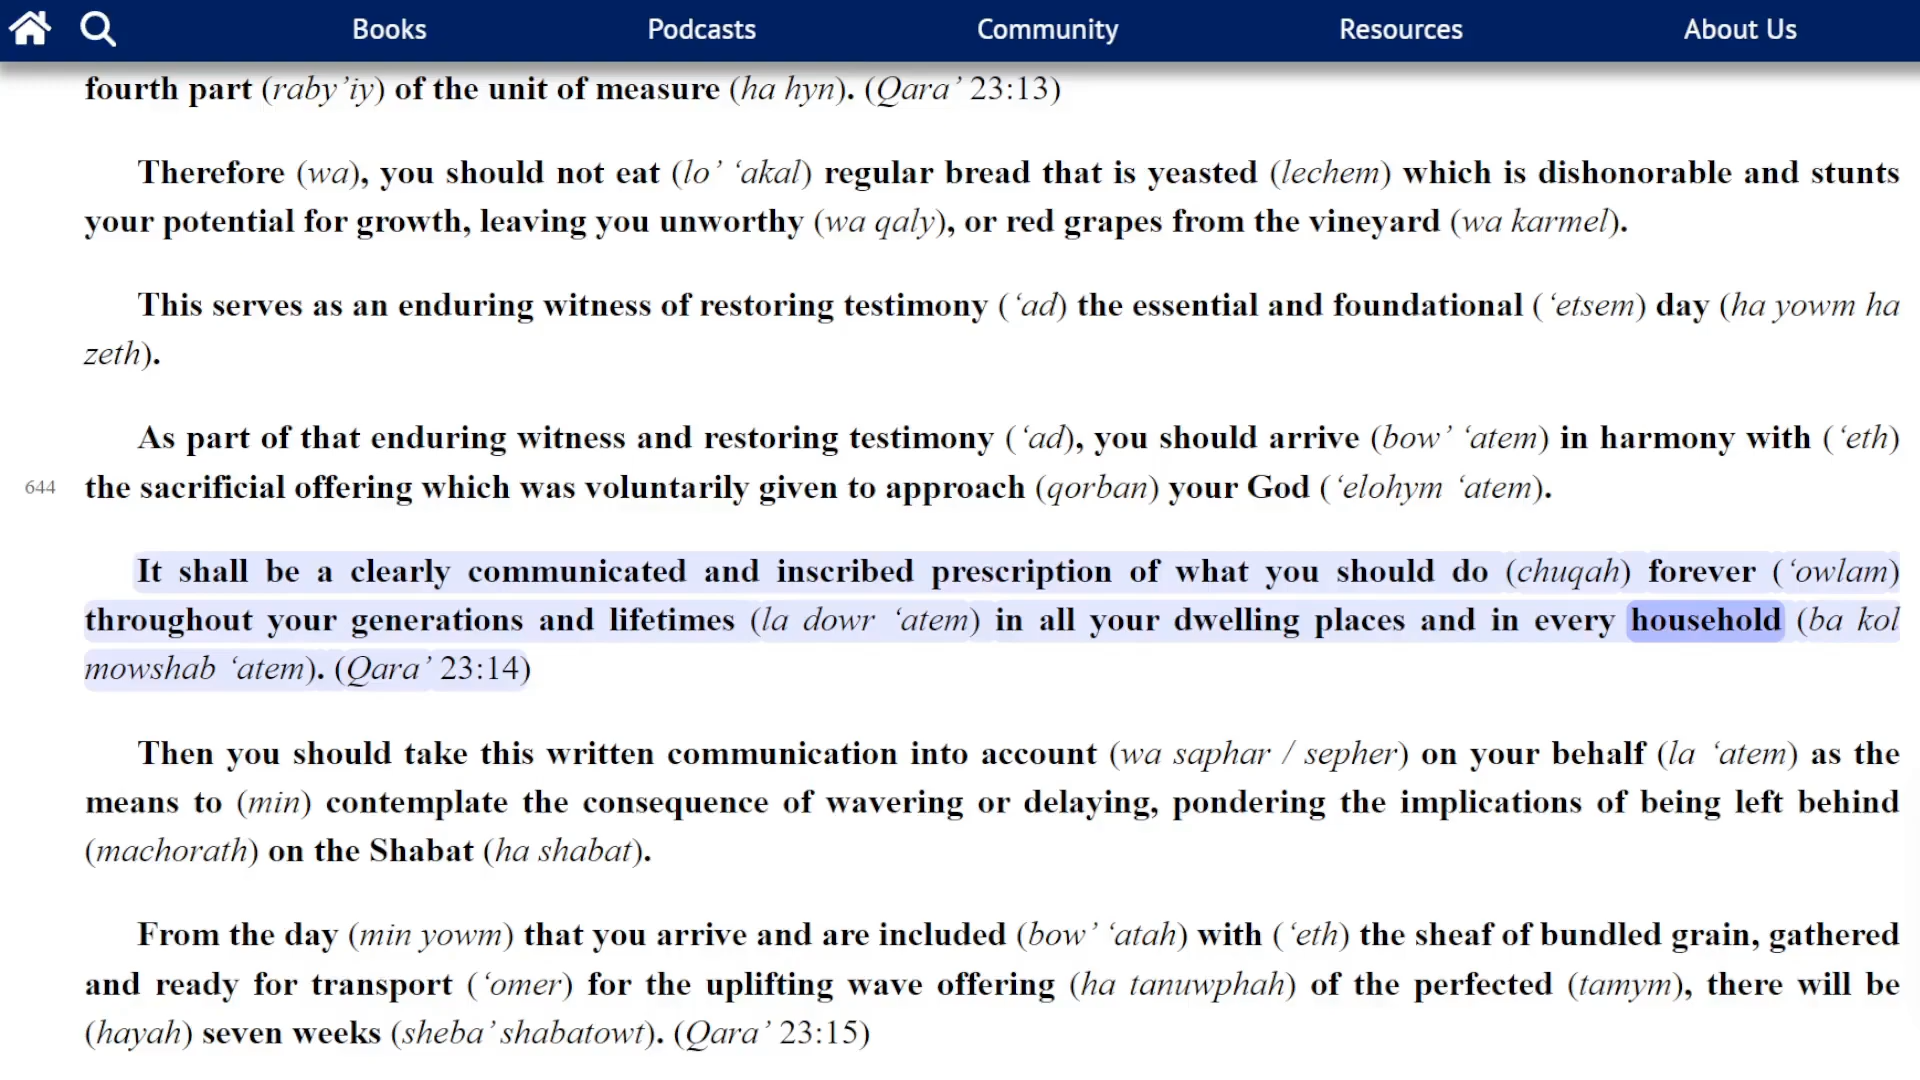 Books Podcasts Community Resources About Us
fourth part (raby’iy) of the unit of measure (ha hyn). (Qara’ 23:13)
Therefore (wa), you should not eat (lo’ ‘akal) regular bread that is yeasted (lechem) which is dishonorable and stunts
your potential for growth, leaving you unworthy (wa qaly), or red grapes from the vineyard (wa karmel).
This serves as an enduring witness of restoring testimony (‘ad) the essential and foundational (‘etsem) day (ha yowm ha
zeth).
As part of that enduring witness and restoring testimony (‘ad), you should arrive (bow’ ‘atem) in harmony with (‘eth)
644 the sacrificial offering which was voluntarily given to approach (qorban) your God (‘elohym ‘atem).
It shall be a clearly communicated and inscribed prescription of what you should do (chuqah) forever (‘owlam)
throughout your generations and lifetimes (la dowr ‘atem) in all your dwelling places and in every household (ba kol
mowshab ‘atem). (Qara’ 23:14)
Then you should take this written communication into account (wa saphar / sepher) on your behalf (la ‘atem) as the
means to (min) contemplate the consequence of wavering or delaying, pondering the implications of being left behind
(machorath) on the Shabat (ha shabat).
From the day (min yowm) that you arrive and are included (bow’ ‘atah) with (‘eth) the sheaf of bundled grain, gathered
and ready for transport (‘omer) for the uplifting wave offering (ha tanuwphah) of the perfected (tamym), there will be
(hayah) seven weeks (sheba’ shabatowt). (Qara’ 23:15)